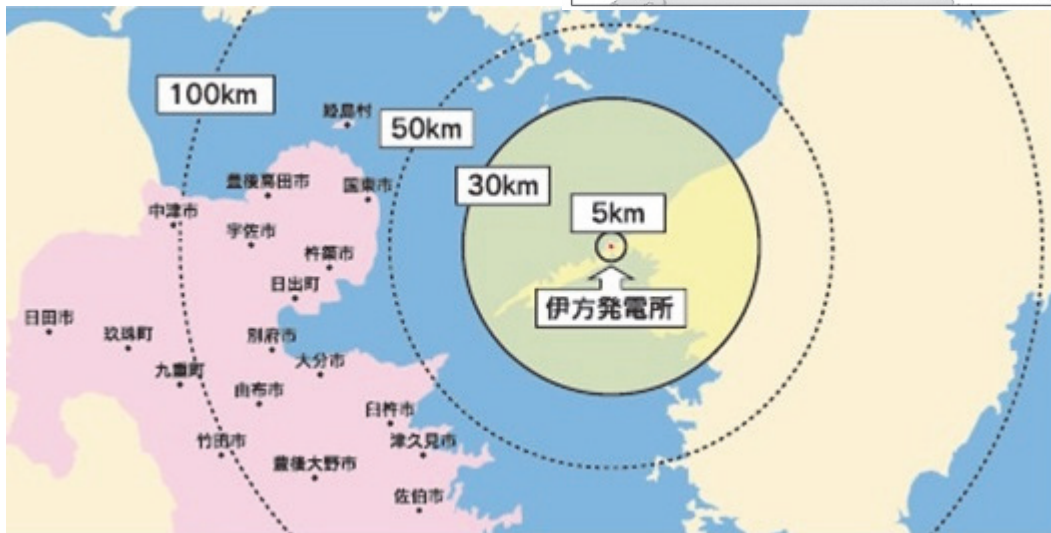 100km
姫島村
50km
豊後高田市
国東市
30km
中津市
5km
宇佐市
杵築市
日出町
伊方発電所
日田市
玖珠町
別府市
大分市
九重町
由布市
臼杵市
竹田市
津久見市
豊後大野市
佐伯市